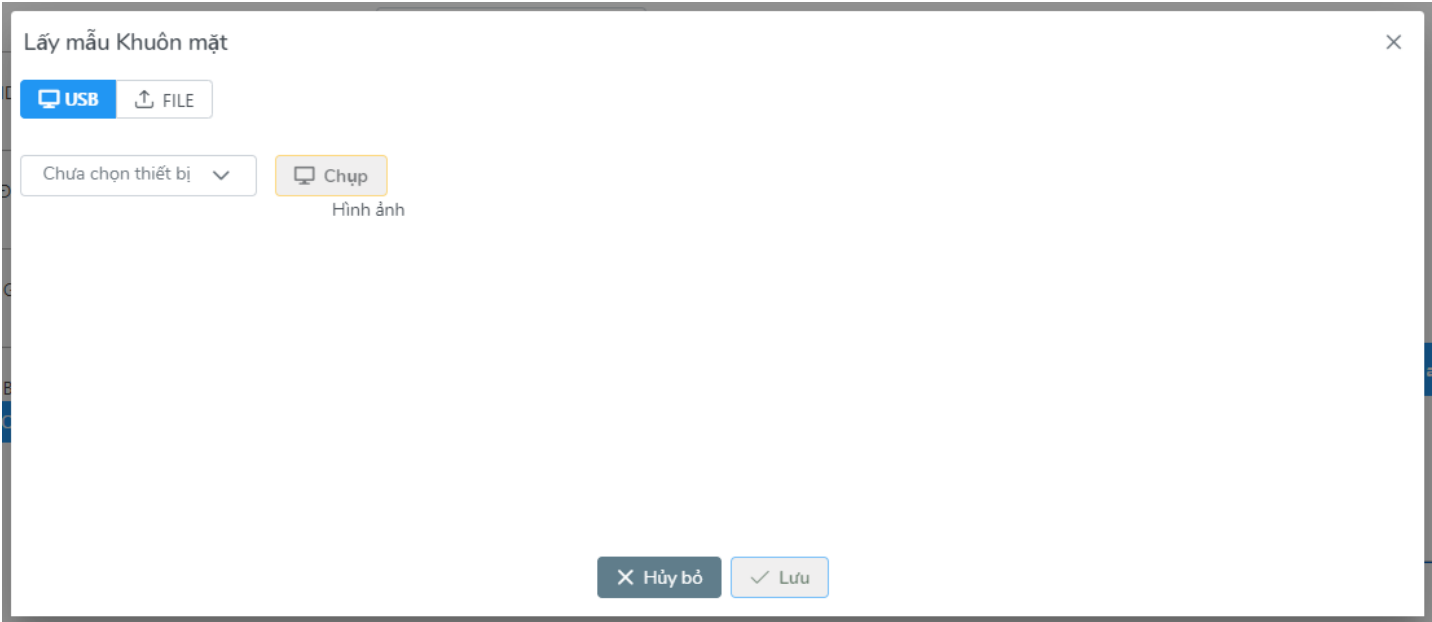 Lấy mẫu Khuôn mặt
USB FILE
Chưa chọn thiết bị Chụp
Hình ảnh
Hủy bỏ Lưu